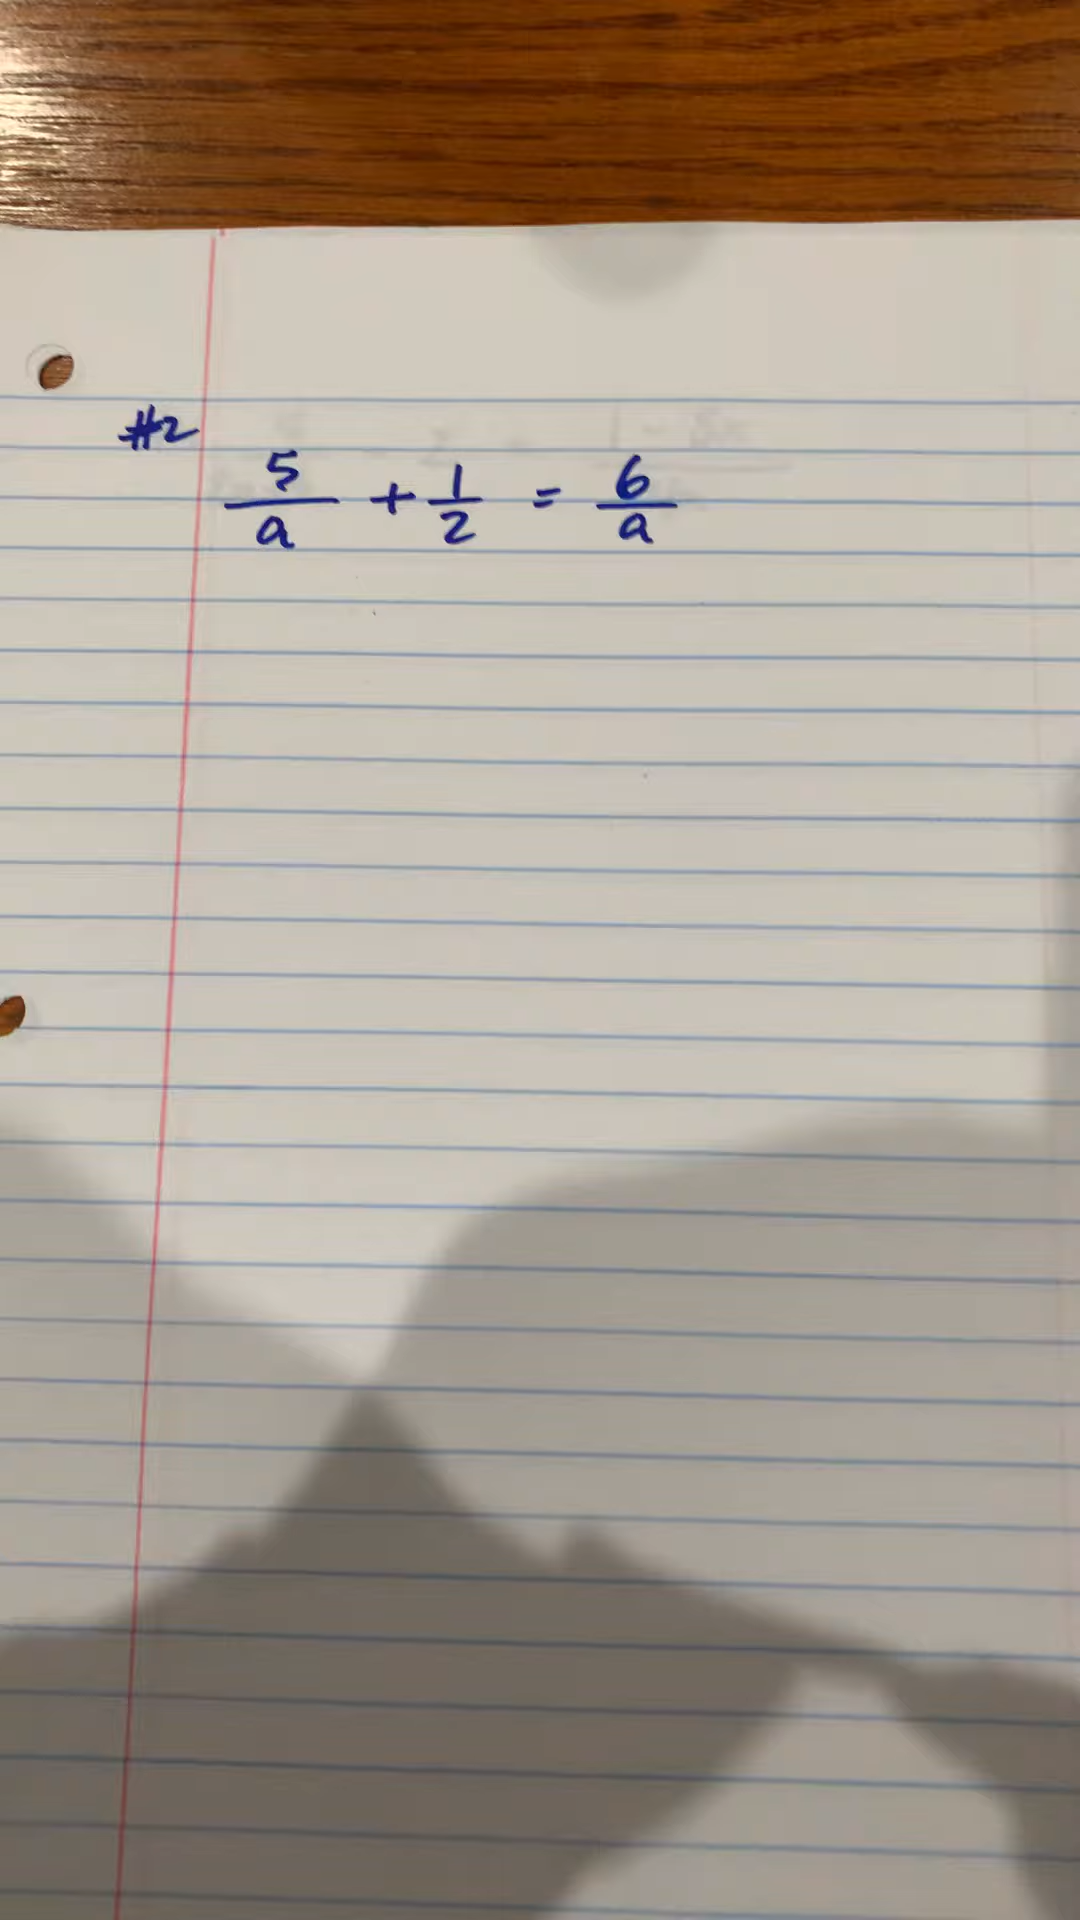 #2
5/a + 1/2 = 6/a